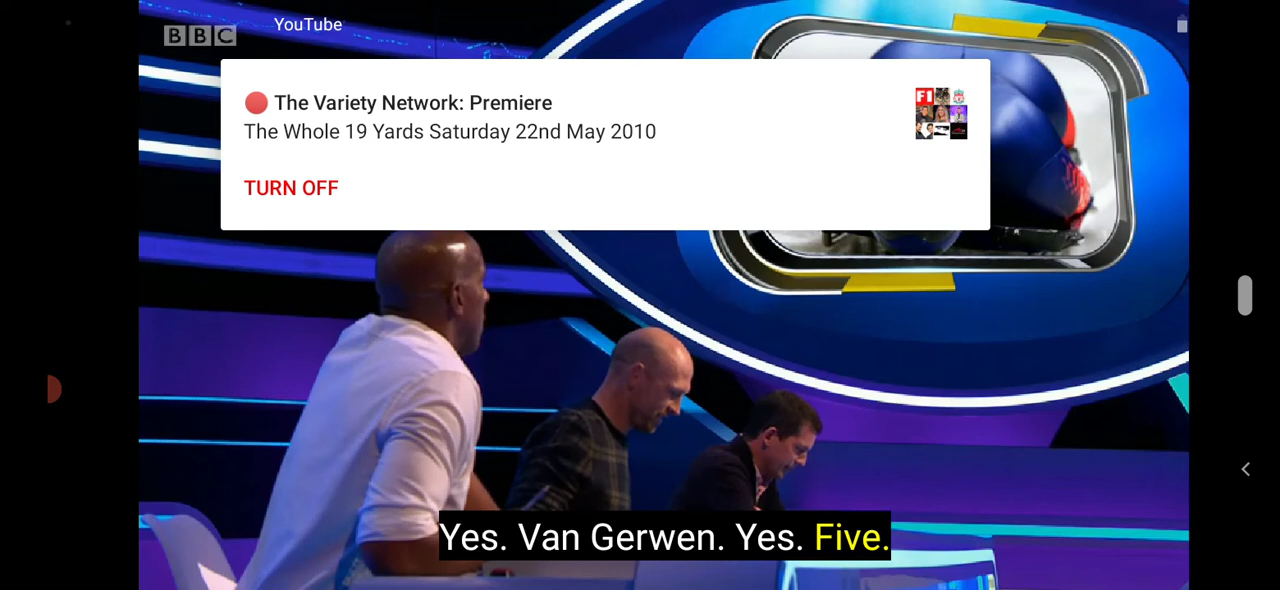 BBC
YouTube
The Variety Network: Premiere
The Whole 19 Yards Saturday 22nd May 2010
F1
TURN OFF
Yes. Van Gerwen. Yes. Five.